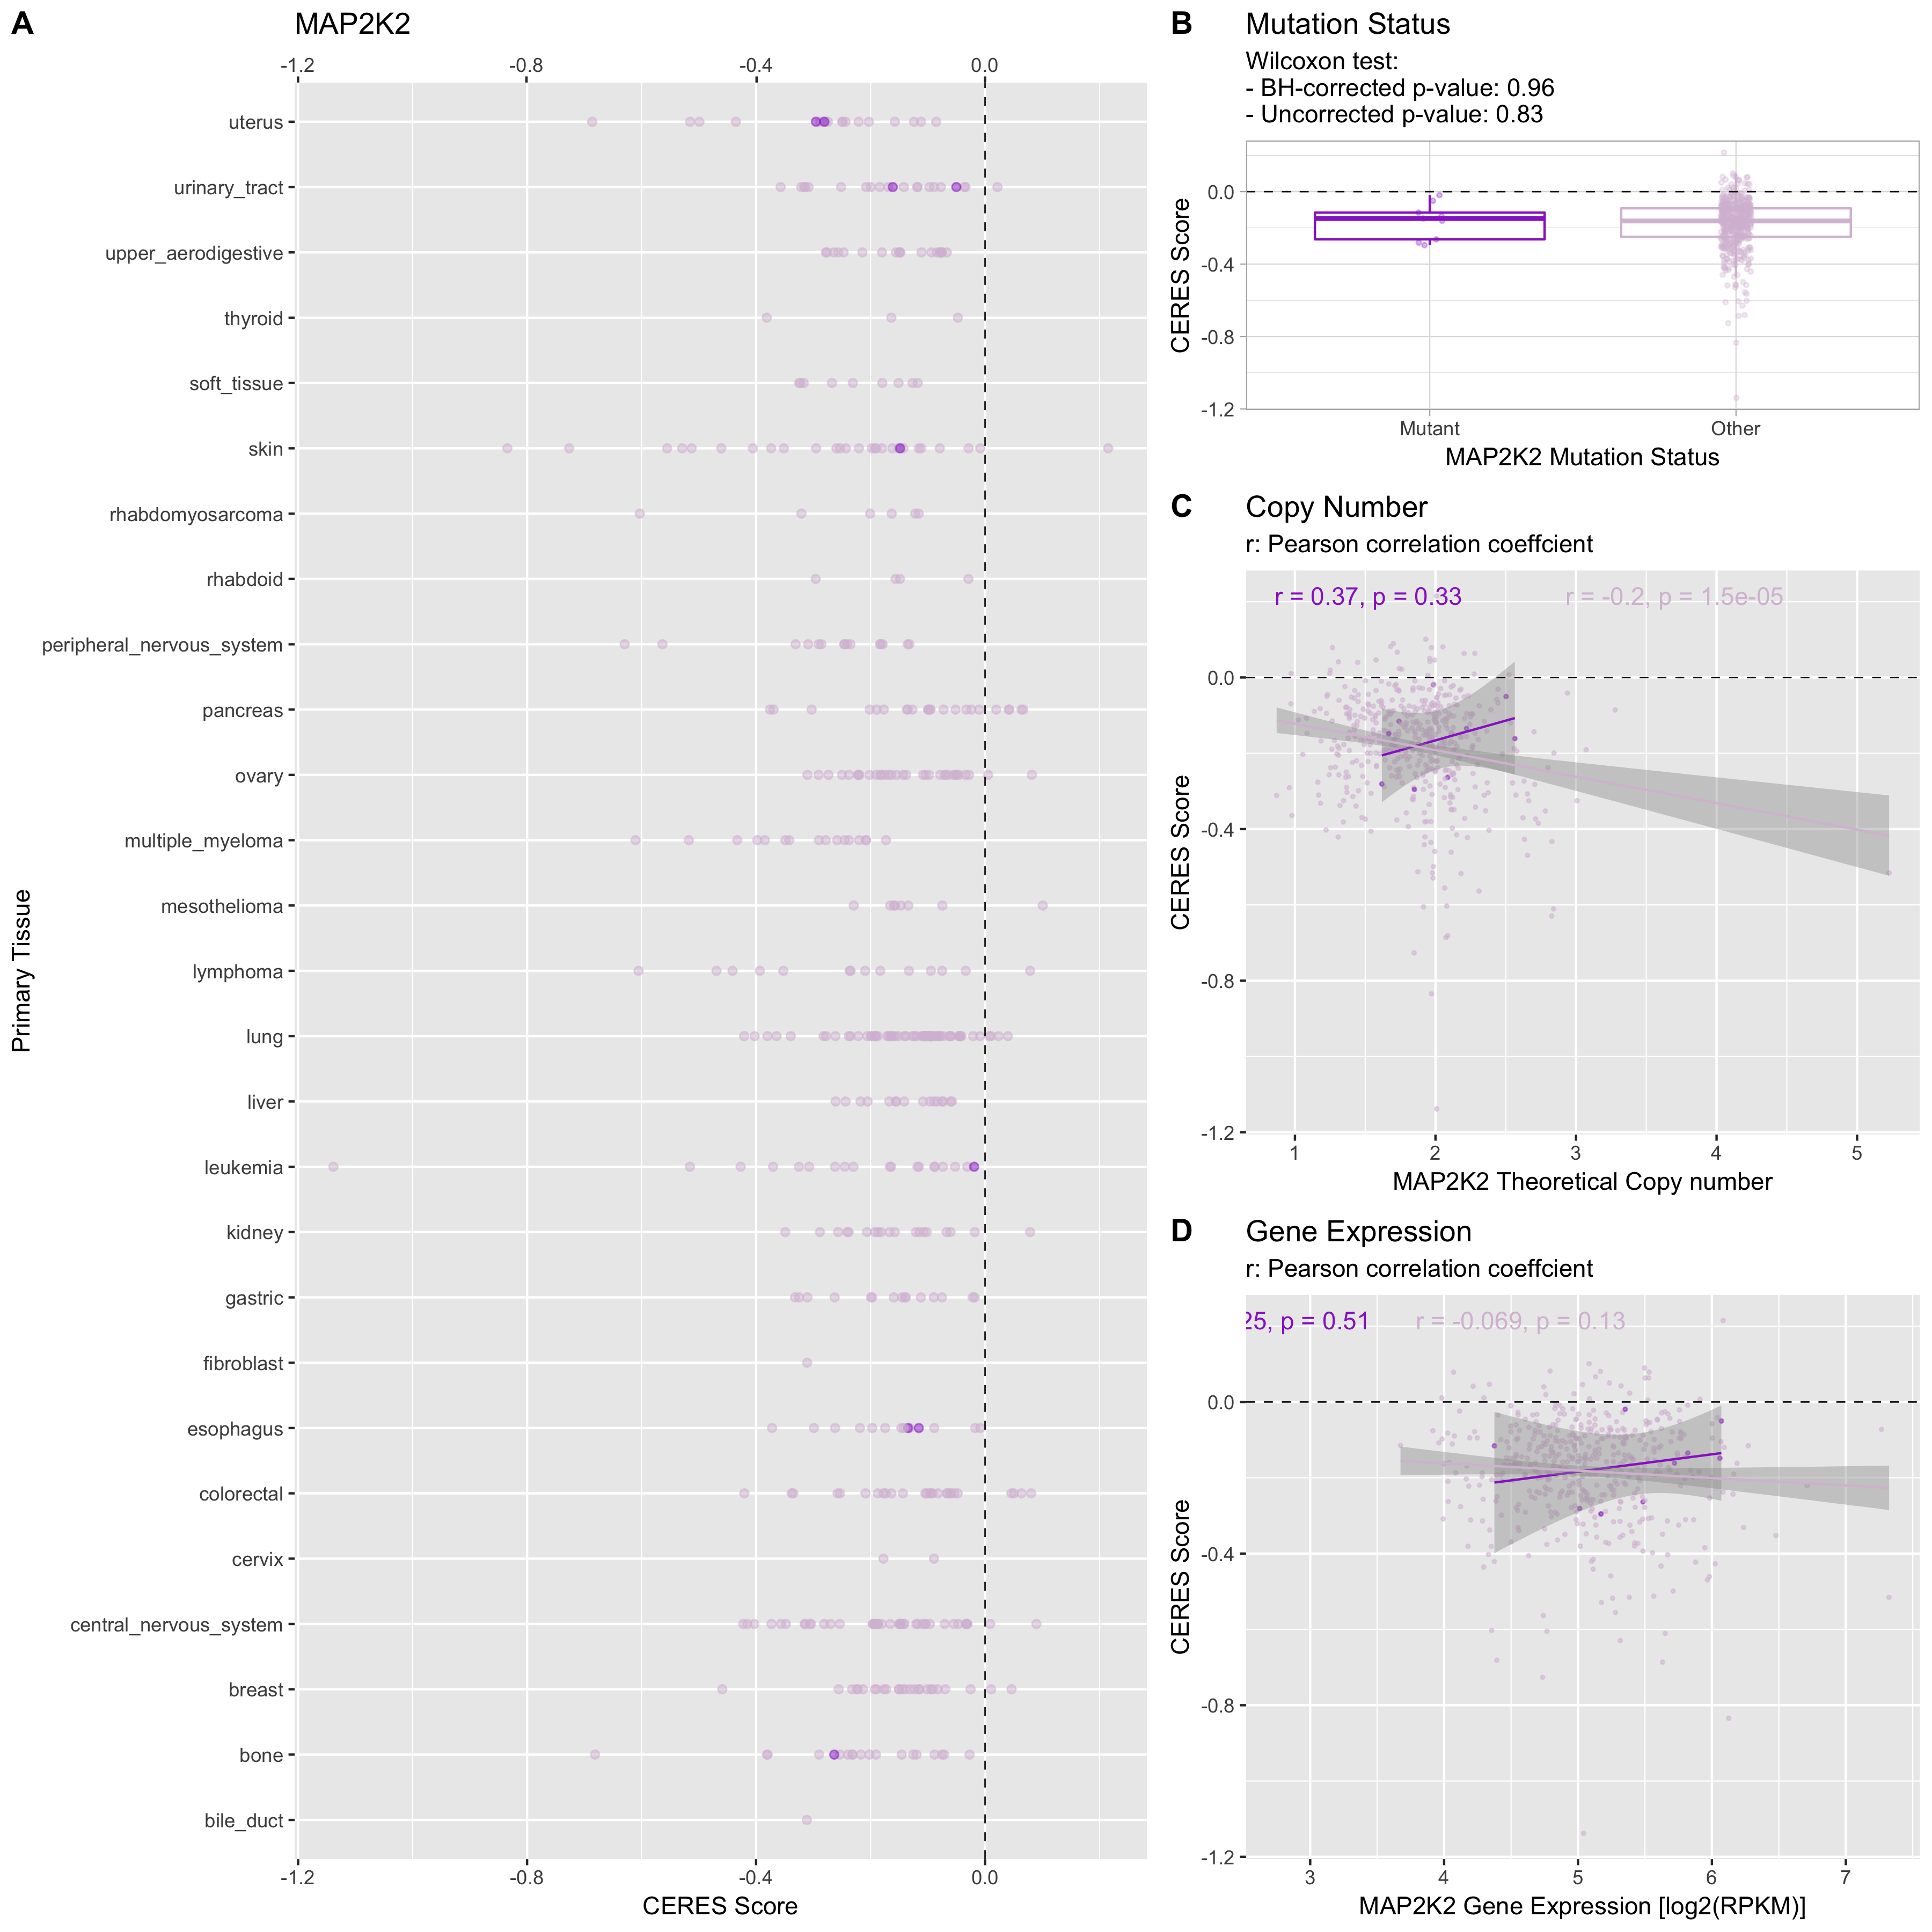 A
MAP2K2
-1.2 -0.8 -0.4 0.0
uterus
urinary_tract
upper_aerodigestive
thyroid
soft_tissue
skin
rhabdomyosarcoma
rhabdoid
peripheral_nervous_system
pancreas
ovary
multiple_myeloma
mesothelioma
lymphoma
lung
liver
leukemia
kidney
gastric
fibroblast
esophagus
colorectal
cervix
central_nervous_system
breast
bone
bile_duct
Primary Tissue
-1.2 -0.8 -0.4 0.0
CERES Score
B
Mutation Status
Wilcoxon test:
- BH-corrected p-value: 0.96
- Uncorrected p-value: 0.83
0.0
-0.4
-0.8
-1.2
CERES Score
Mutant Other
MAP2K2 Mutation Status
C
Copy Number
r: Pearson correlation coeffcient
r = 0.37, p = 0.33 r = -0.2, p = 1.5e-05
0.0
-0.4
-0.8
-1.2
CERES Score
1 2 3 4 5
MAP2K2 Theoretical Copy number
D
Gene Expression
r: Pearson correlation coeffcient
25, p = 0.51 r = -0.069, p = 0.13
0.0
-0.4
-0.8
-1.2
CERES Score
3 4 5 6 7
MAP2K2 Gene Expression [log2(RPKM)]